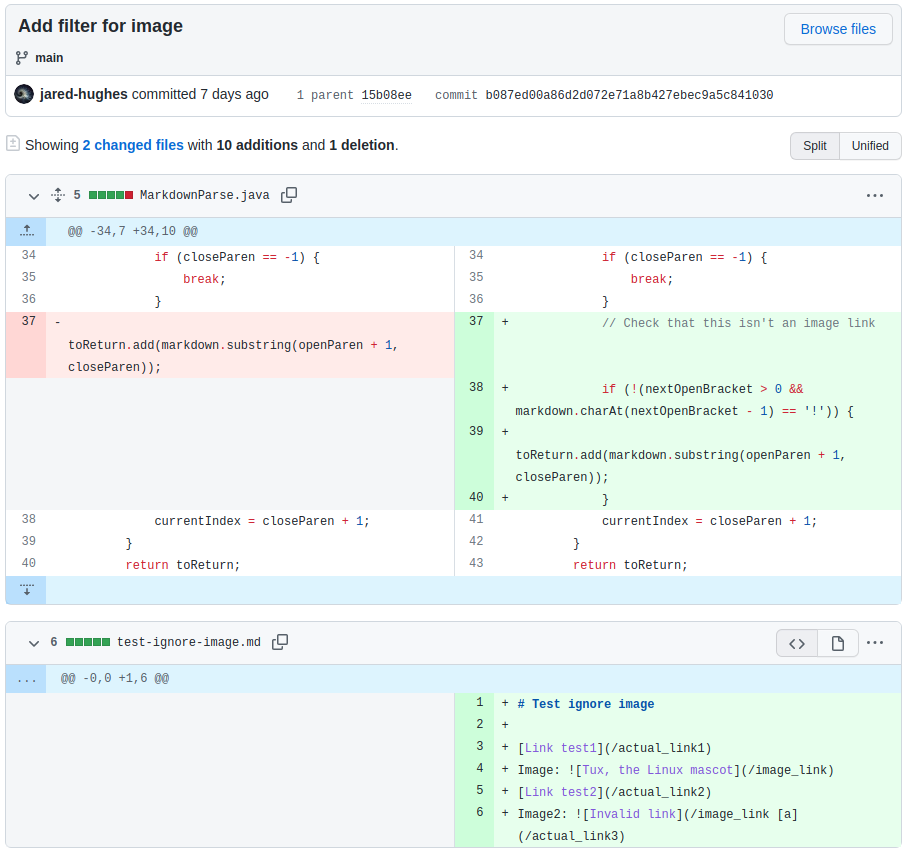 Add filter for image
Browse files
main
jared-hughes committed 7 days ago 1 parent 15b08ee commit b087ed00a86d2d072e71a8b427ebec9a5c841030
Showing 2 changed files with 10 additions and 1 deletion.
Split Unified
5 MarkdownParse.java
@@ -34,7 +34,10 @@
34 if (closeParen == -1) {
35 break;
36 }
37 -
toReturn.add(markdown.substring(openParen + 1,
closeParen));
38 currentIndex = closeParen + 1;
39 }
40 return toReturn;
34 if (closeParen == -1) {
35 break;
36 }
37 + // Check that this isn't an image link
38 + if (!(nextOpenBracket > 0 &&
markdown.charAt(nextOpenBracket - 1) == '!')) {
39 +
toReturn.add(markdown.substring(openParen + 1,
closeParen));
40 + }
41 currentIndex = closeParen + 1;
42 }
43 return toReturn;
6 test-ignore-image.md
... @@ -0,0 +1,6 @@
1 + # Test ignore image
2 +
3 + [Link test1](/actual_link1)
4 + Image: ![Tux, the Linux mascot](/image_link)
5 + [Link test2](/actual_link2)
6 + Image2: ![Invalid link](/image_link [a]
(/actual_link3)